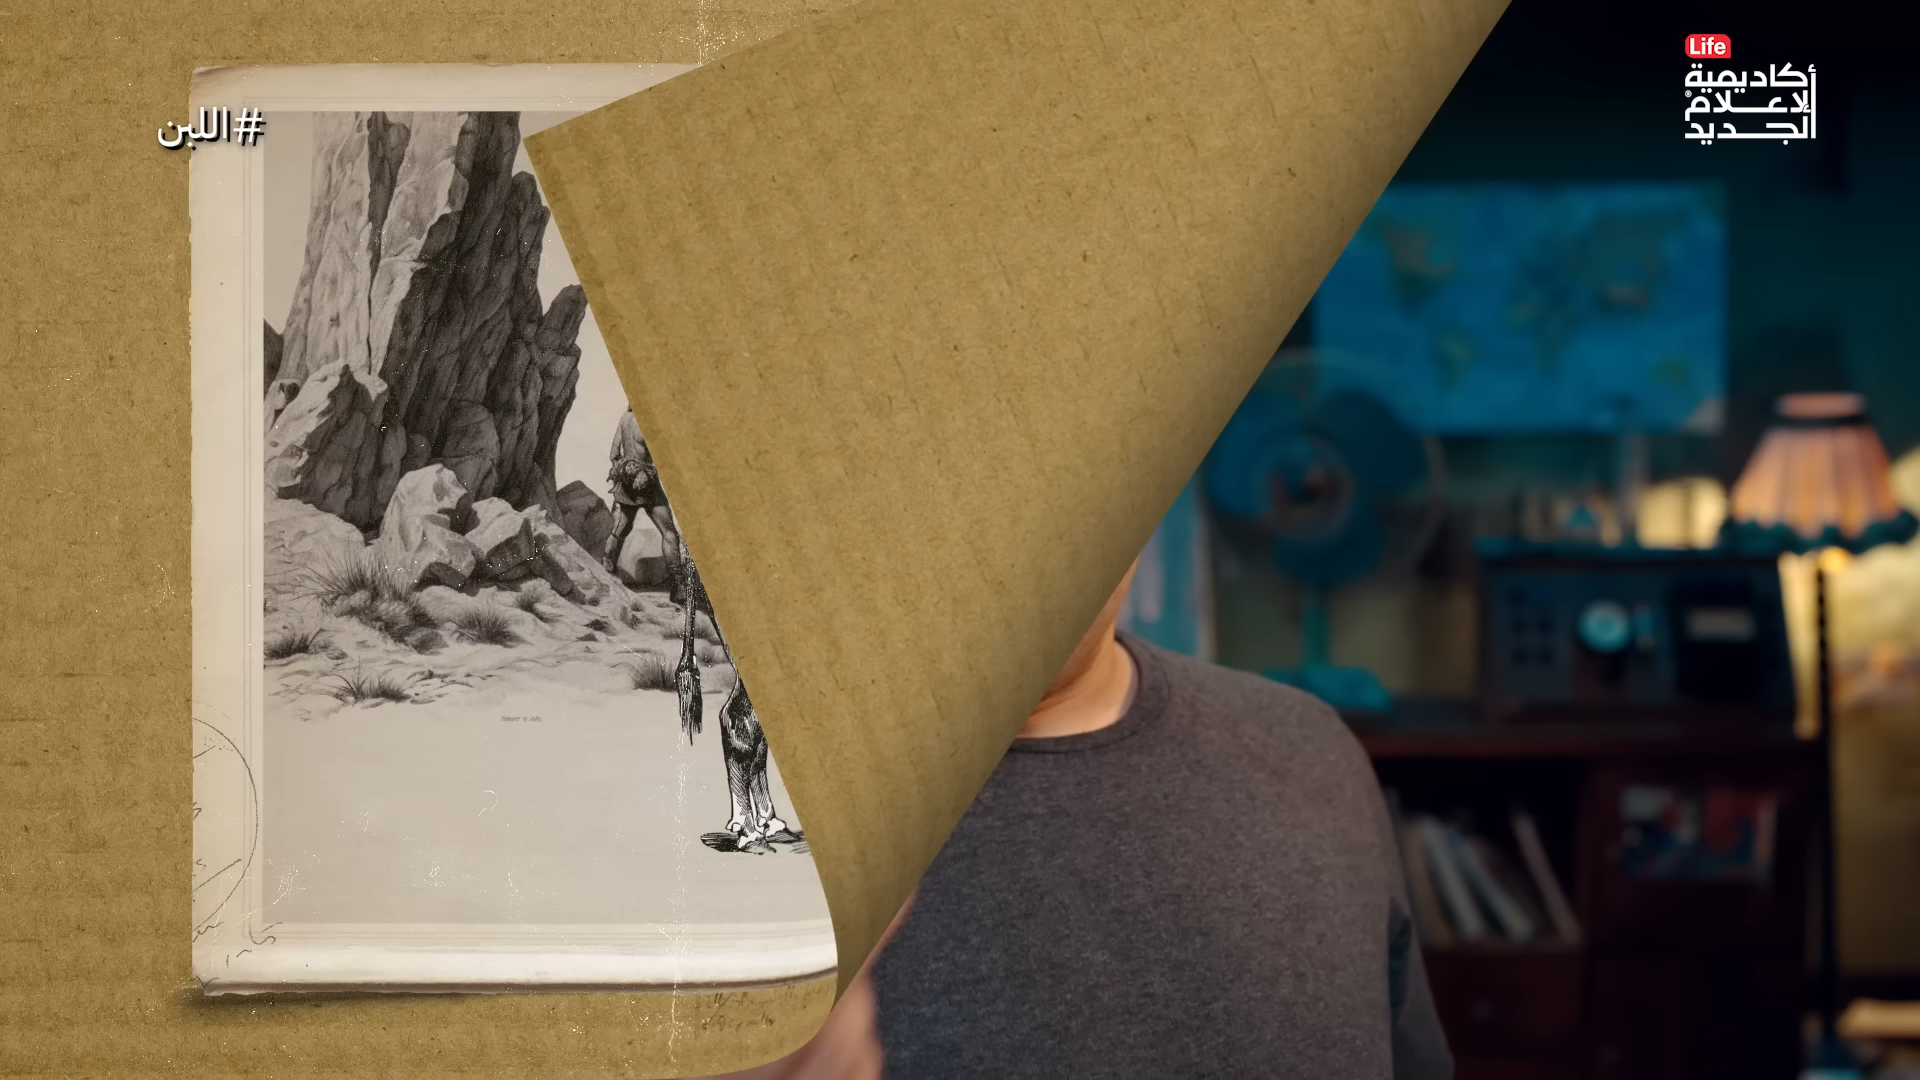 Life
أكاديمية
الإعلام
الجديد
#اللبن